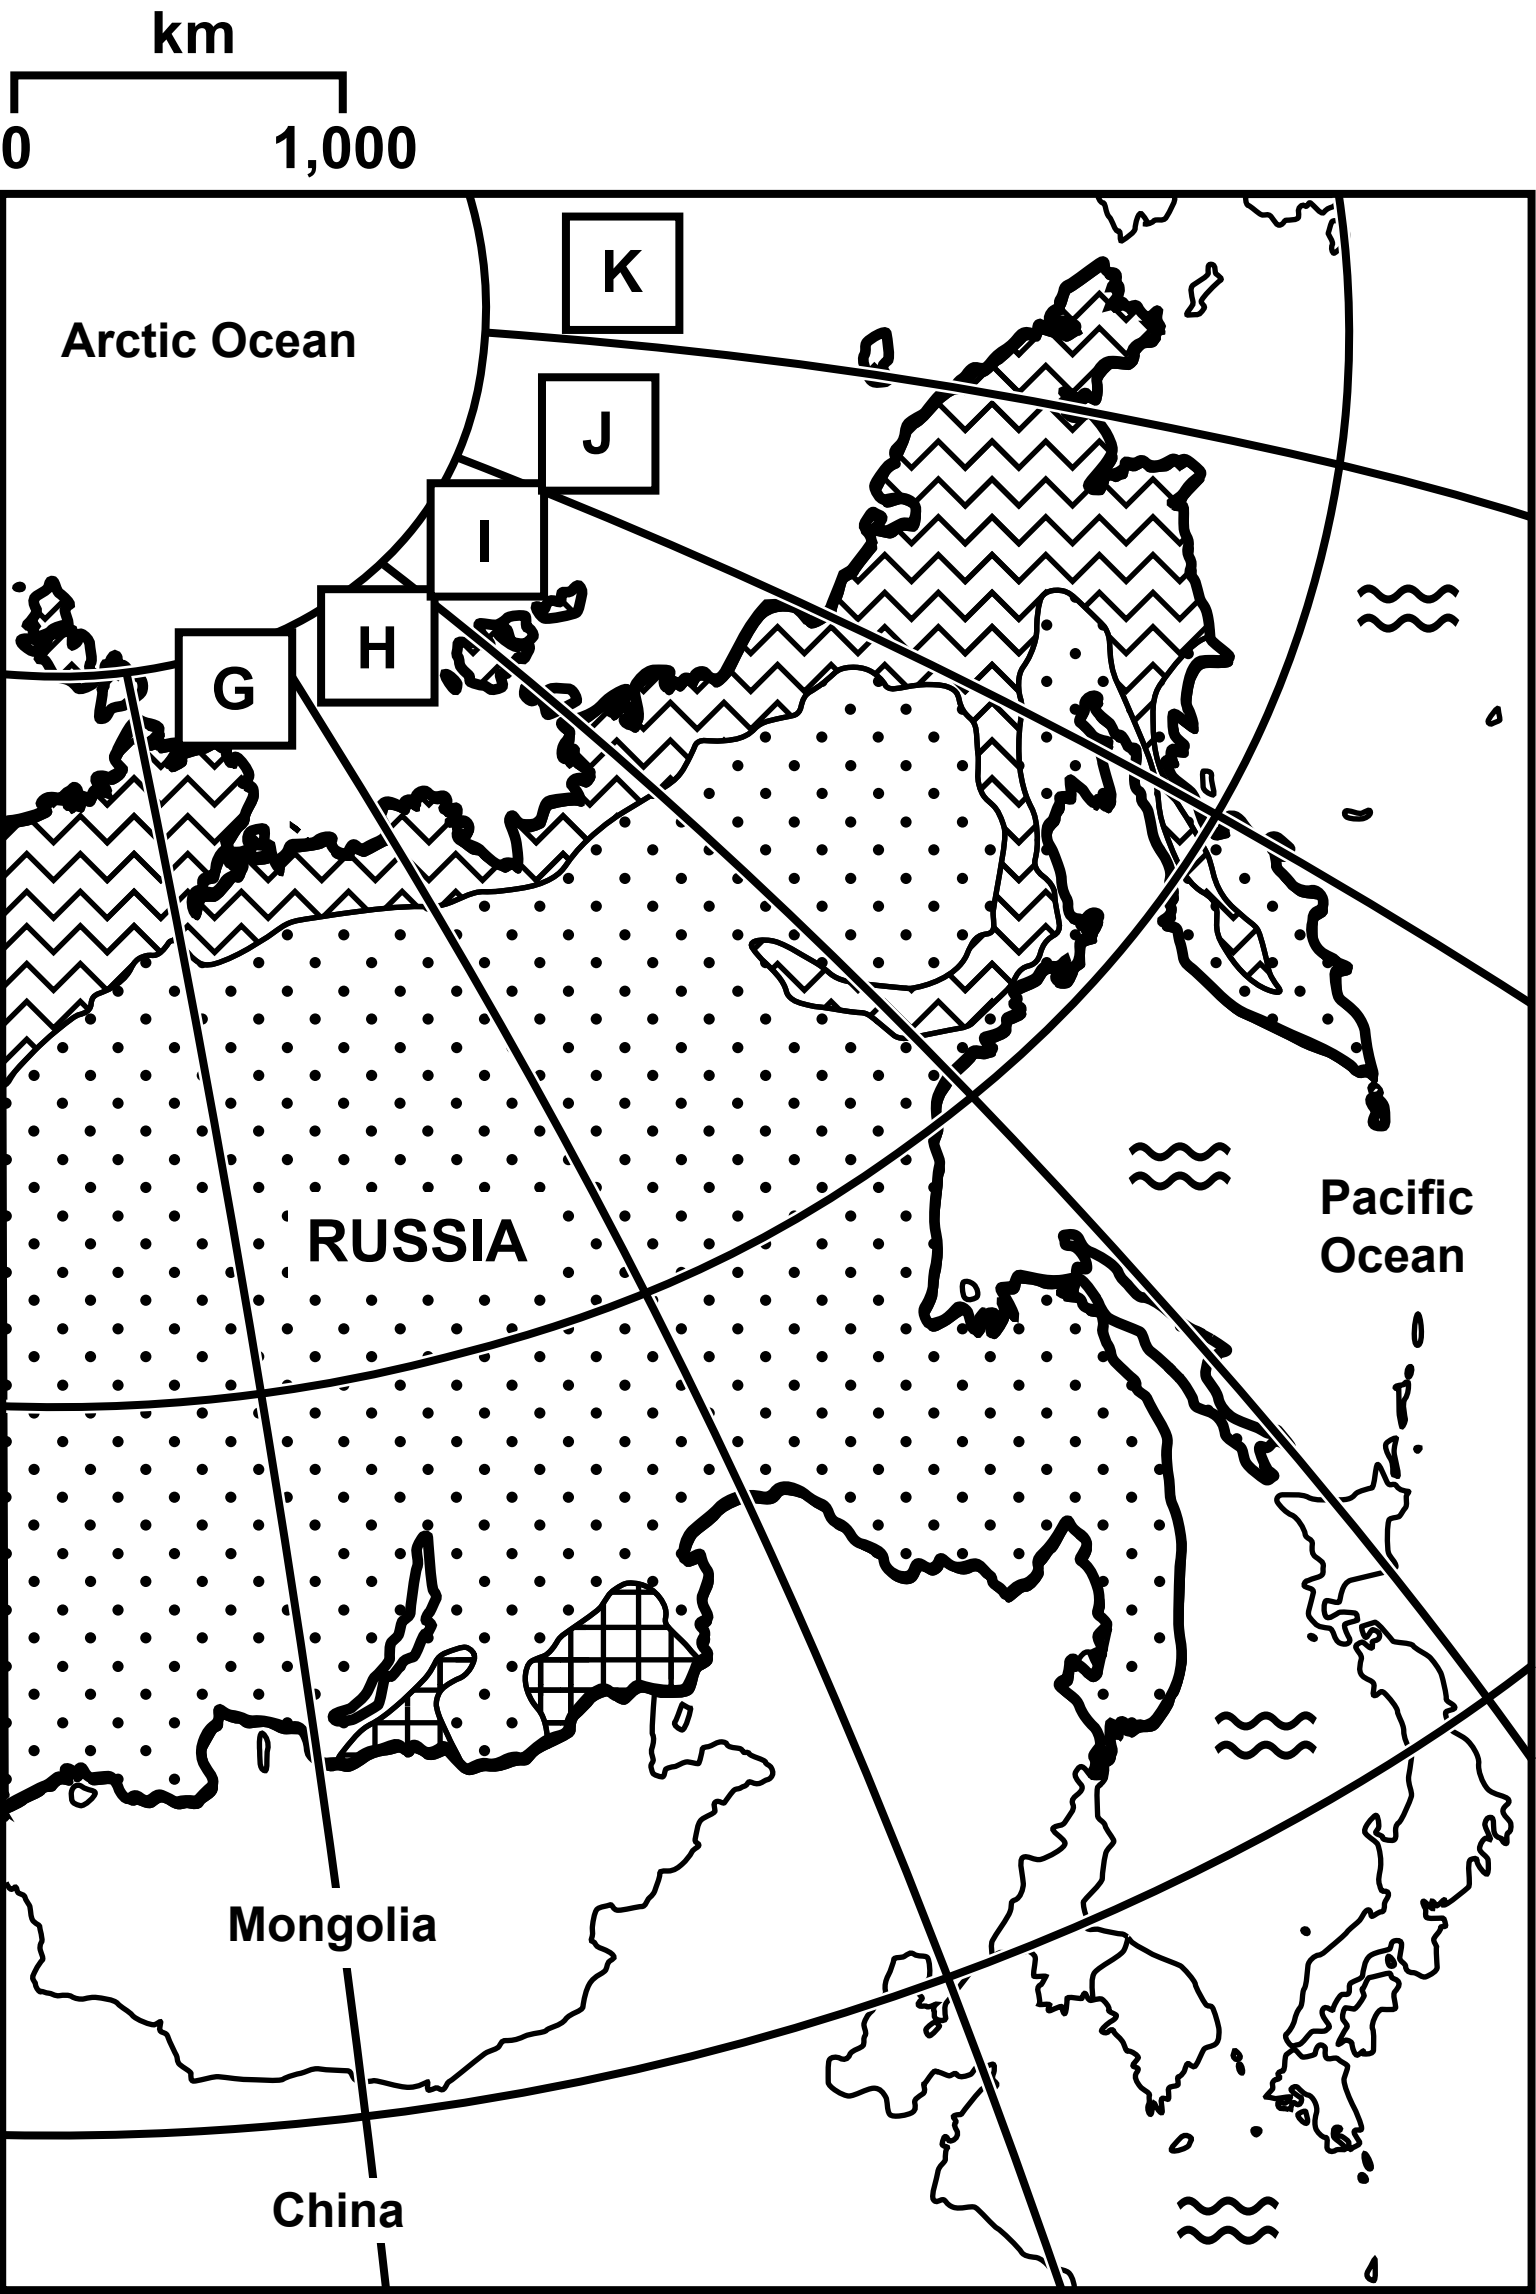 km
0 1,000
K
Arctic Ocean
J
I
H
G
Pacific
Ocean
RUSSIA
Mongolia
China